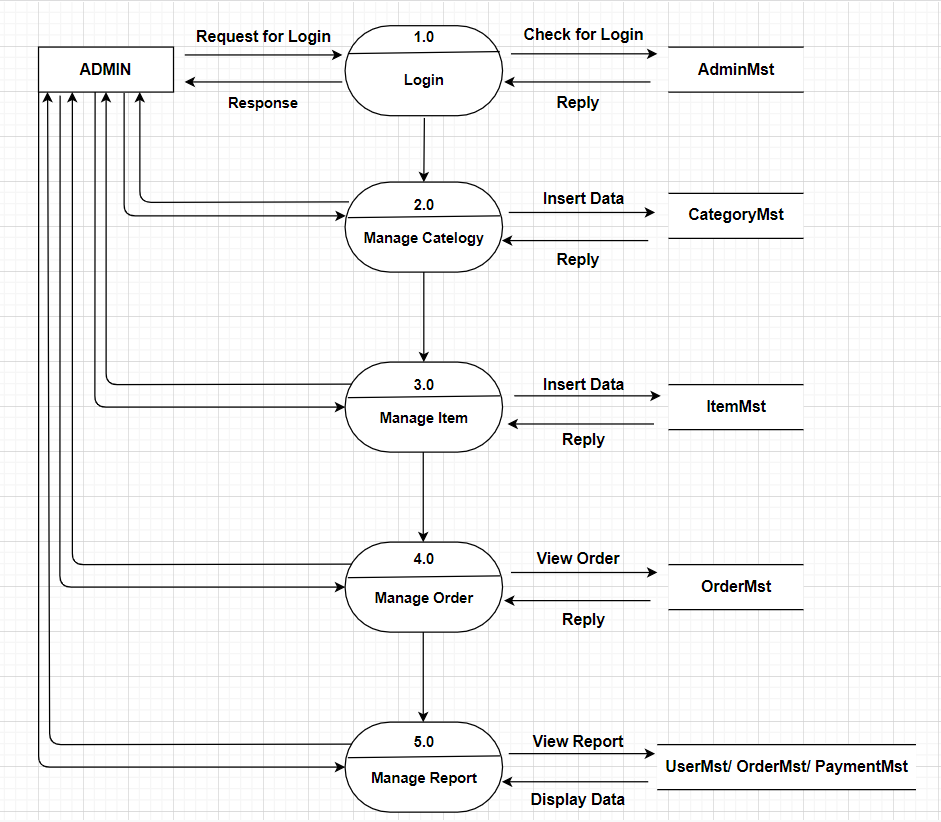 Request for Login
1.0
Check for Login
ADMIN
Login
AdminMst
Response
Reply
2.0
Insert Data
Manage Catelogy
CategoryMst
Reply
3.0
Insert Data
Manage Item
ItemMst
Reply
4.0
View Order
Manage Order
OrderMst
Reply
5.0
View Report
Manage Report
UserMst/ OrderMst/ PaymentMst
Display Data